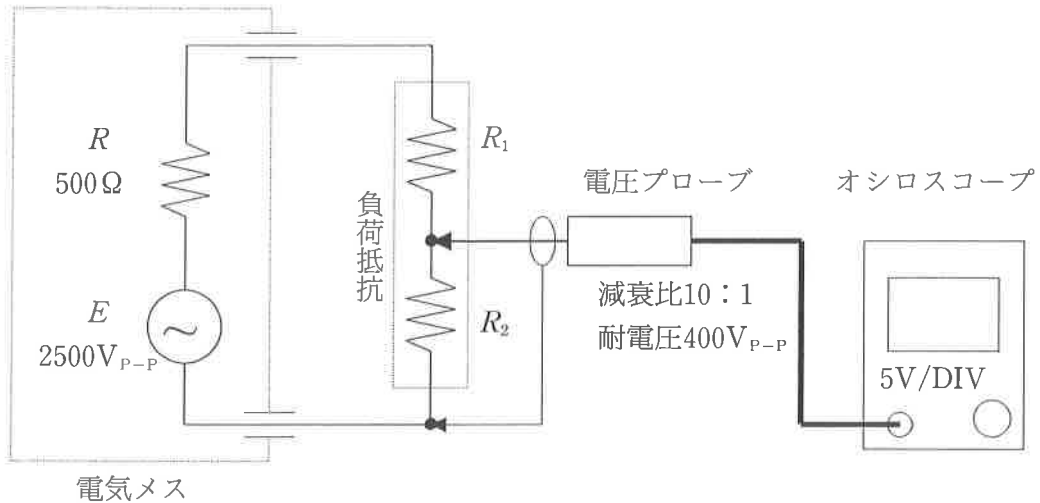 R
500Ω
E
2500V_{P-P}
電気メス
負荷抵抗
R₁
R₂
電圧プローブ
減衰比10：1
耐電圧400V_{P-P}
オシロスコープ
5V/DIV